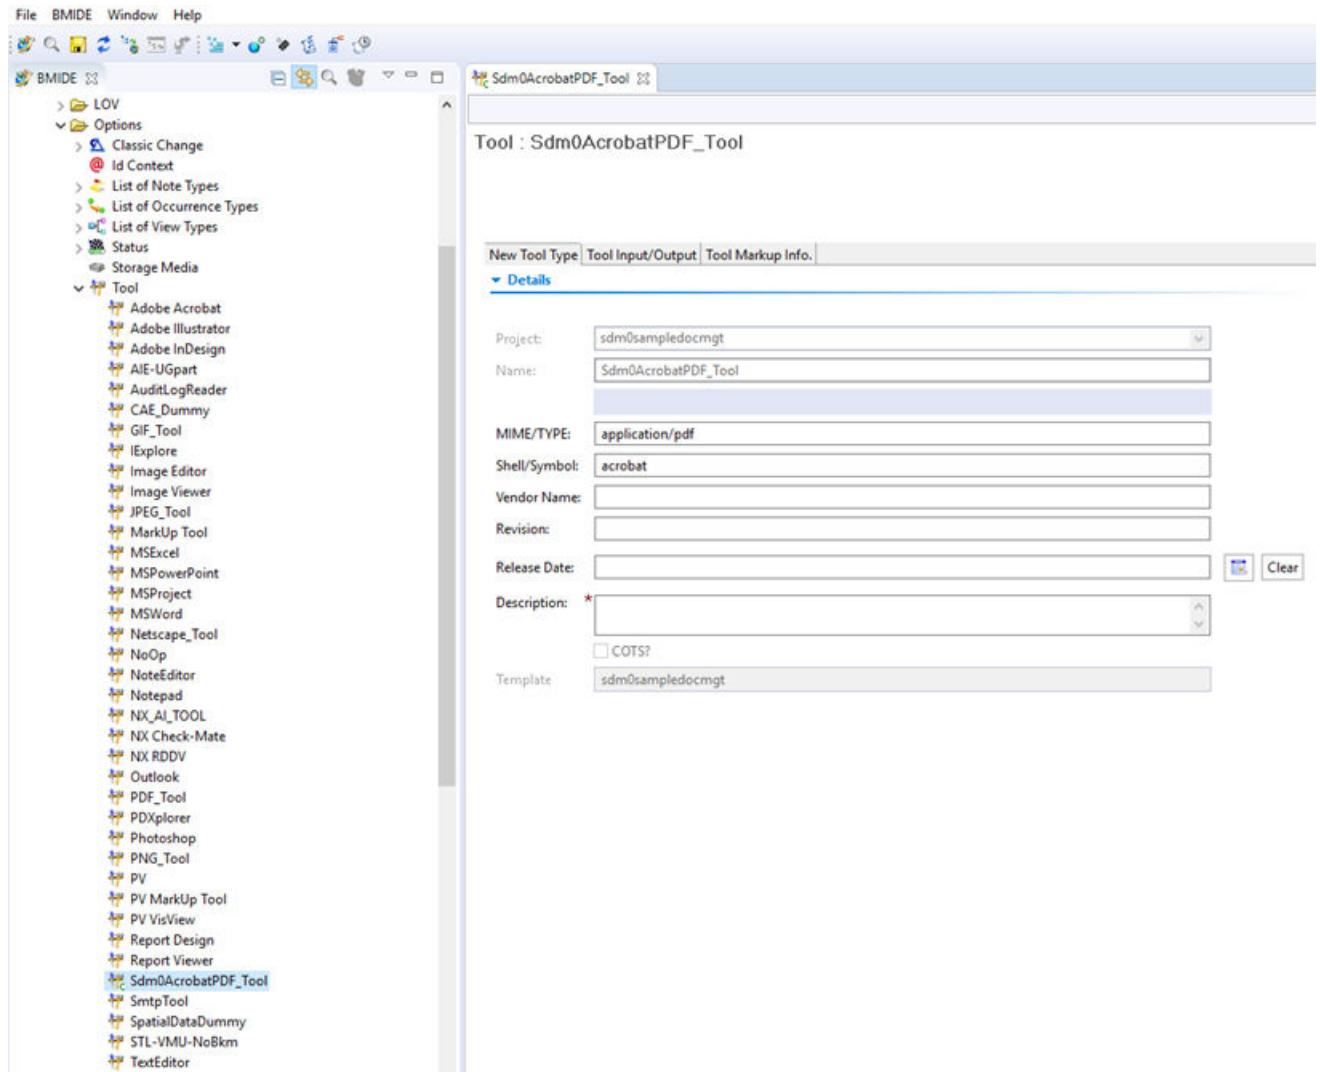 File BMIDE Window Help
BMIDE
LOV
Options
Classic Change
Id Context
List of Note Types
List of Occurrence Types
List of View Types
Status
Storage Media
Tool
Adobe Acrobat
Adobe Illustrator
Adobe InDesign
AIE-UGpart
AuditLogReader
CAE_Dummy
GIF_Tool
IExplore
Image Editor
Image Viewer
JPEG_Tool
MarkUp Tool
MSExcel
MSPowerPoint
MSProject
MSWord
Netscape_Tool
NoOp
NoteEditor
Notepad
NX_AI_TOOL
NX Check-Mate
NX RDDV
Outlook
PDF_Tool
PDXplorer
Photoshop
PNG_Tool
PV
PV MarkUp Tool
PV VisView
Report Design
Report Viewer
Sdm0AcrobatPDF_Tool
SmtpTool
SpatialDataDummy
STL-VMU-NoBkm
TextEditor
Sdm0AcrobatPDF_Tool
Tool : Sdm0AcrobatPDF_Tool
New Tool Type Tool Input/Output Tool Markup Info.
Details
Project: sdm0sampledocmgt
Name: Sdm0AcrobatPDF_Tool
MIME/TYPE: application/pdf
Shell/Symbol: acrobat
Vendor Name:
Revision:
Release Date: Clear
Description: *
COTS?
Template sdm0sampledocmgt